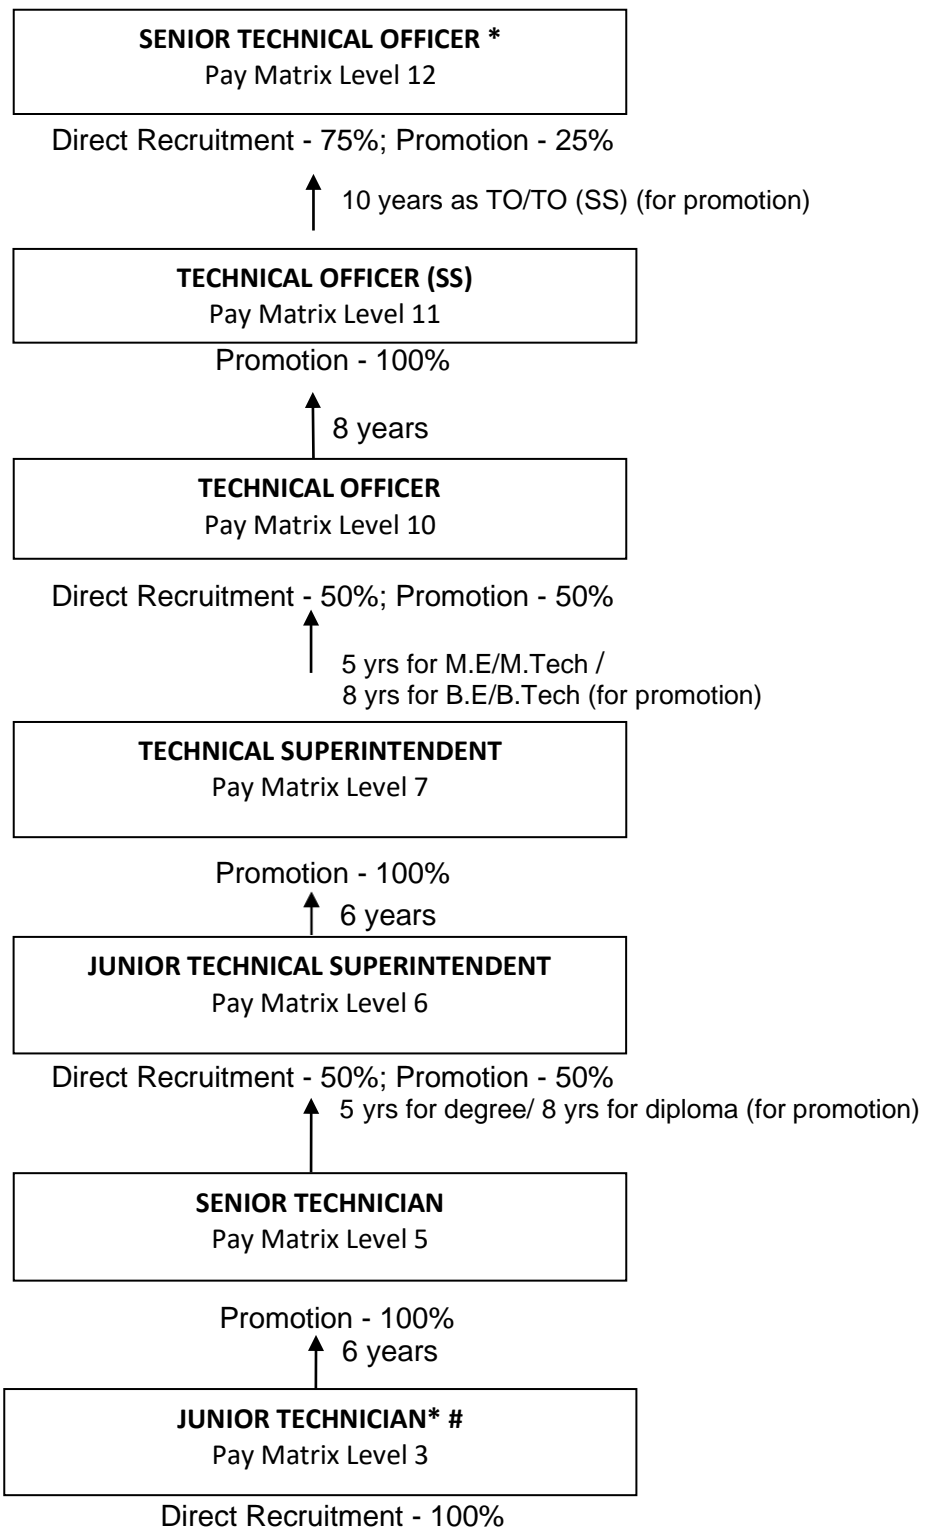 SENIOR TECHNICAL OFFICER *
Pay Matrix Level 12
Direct Recruitment - 75%; Promotion - 25%
10 years as TO/TO (SS) (for promotion)
TECHNICAL OFFICER (SS)
Pay Matrix Level 11
Promotion - 100%
8 years
TECHNICAL OFFICER
Pay Matrix Level 10
Direct Recruitment - 50%; Promotion - 50%
5 yrs for M.E/M.Tech /
8 yrs for B.E/B.Tech (for promotion)
TECHNICAL SUPERINTENDENT
Pay Matrix Level 7
Promotion - 100%
6 years
JUNIOR TECHNICAL SUPERINTENDENT
Pay Matrix Level 6
Direct Recruitment - 50%; Promotion - 50%
5 yrs for degree/ 8 yrs for diploma (for promotion)
SENIOR TECHNICIAN
Pay Matrix Level 5
Promotion - 100%
6 years
JUNIOR TECHNICIAN* #
Pay Matrix Level 3
Direct Recruitment - 100%